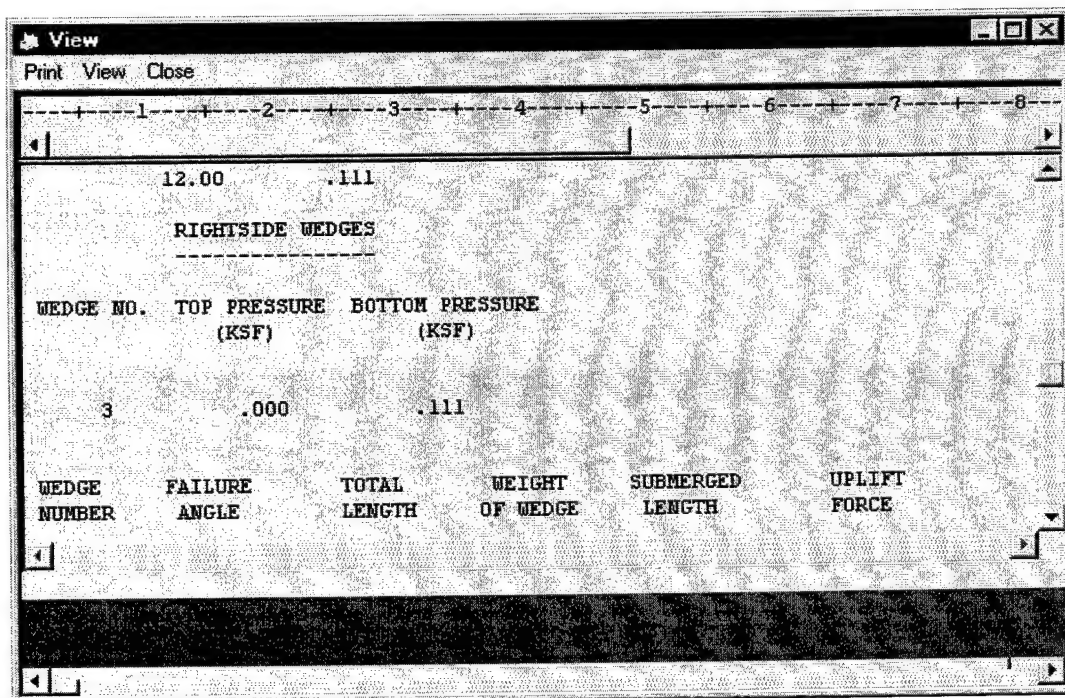 View
Print View Close
----+----1----+----2----+----3----+----4----+----5----+----6----+----7----+----8---
12.00 .111
RIGHTSIDE WEDGES
----------------
WEDGE NO. TOP PRESSURE BOTTOM PRESSURE
(KSF) (KSF)
3 .000 .111
WEDGE FAILURE TOTAL WEIGHT SUBMERGED UPLIFT
NUMBER ANGLE LENGTH OF WEDGE LENGTH FORCE